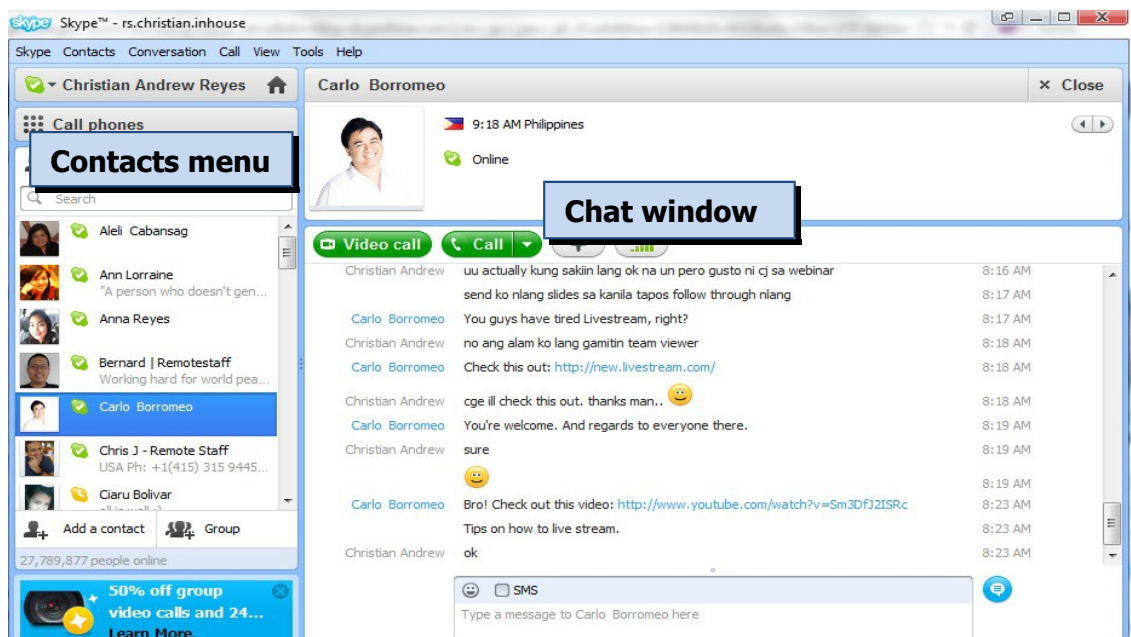 Skype™ - rs.christian.inhouse
Skype Contacts Conversation Call View Tools Help
Christian Andrew Reyes
Call phones
Contacts menu
Search
Aleli Cabansag
Ann Lorraine
"A person who doesn't gen...
Anna Reyes
Bernard | Remotestaff
Working hard for world pea...
Carlo Borromeo
Chris J - Remote Staff
USA Ph: +1(415) 315 9445...
Ciaru Bolivar
all is well :)
Add a contact Group
27,789,877 people online
50% off group
video calls and 24...
Learn More.
Carlo Borromeo × Close
9:18 AM Philippines
Online
Chat window
Video call Call
Christian Andrew uu actually kung sakiin lang ok na un pero gusto ni cj sa webinar 8:16 AM
send ko nlang slides sa kanila tapos follow through nlang 8:17 AM
Carlo Borromeo You guys have tired Livestream, right? 8:17 AM
Christian Andrew no ang alam ko lang gamitin team viewer 8:18 AM
Carlo Borromeo Check this out: http://new.livestream.com/ 8:18 AM
Christian Andrew cge ill check this out. thanks man.. 8:18 AM
Carlo Borromeo You're welcome. And regards to everyone there. 8:19 AM
Christian Andrew sure 8:19 AM
8:19 AM
Carlo Borromeo Bro! Check out this video: http://www.youtube.com/watch?v=Sm3DfJ2ISRc 8:23 AM
Tips on how to live stream. 8:23 AM
Christian Andrew ok 8:23 AM
SMS
Type a message to Carlo Borromeo here